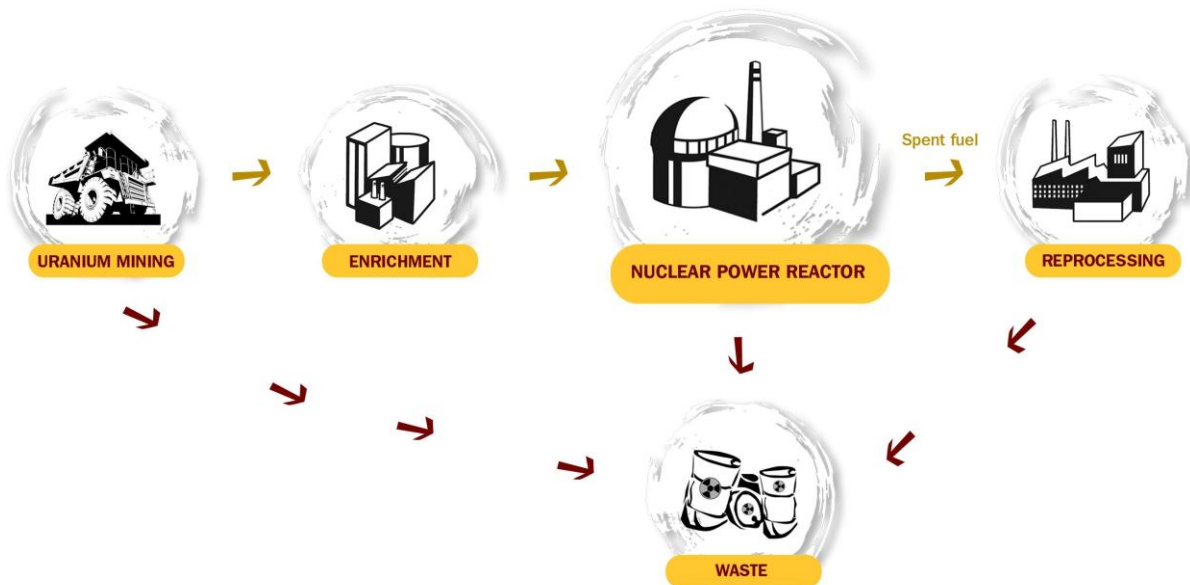 Spent fuel
URANIUM MINING
ENRICHMENT
NUCLEAR POWER REACTOR
REPROCESSING
WASTE